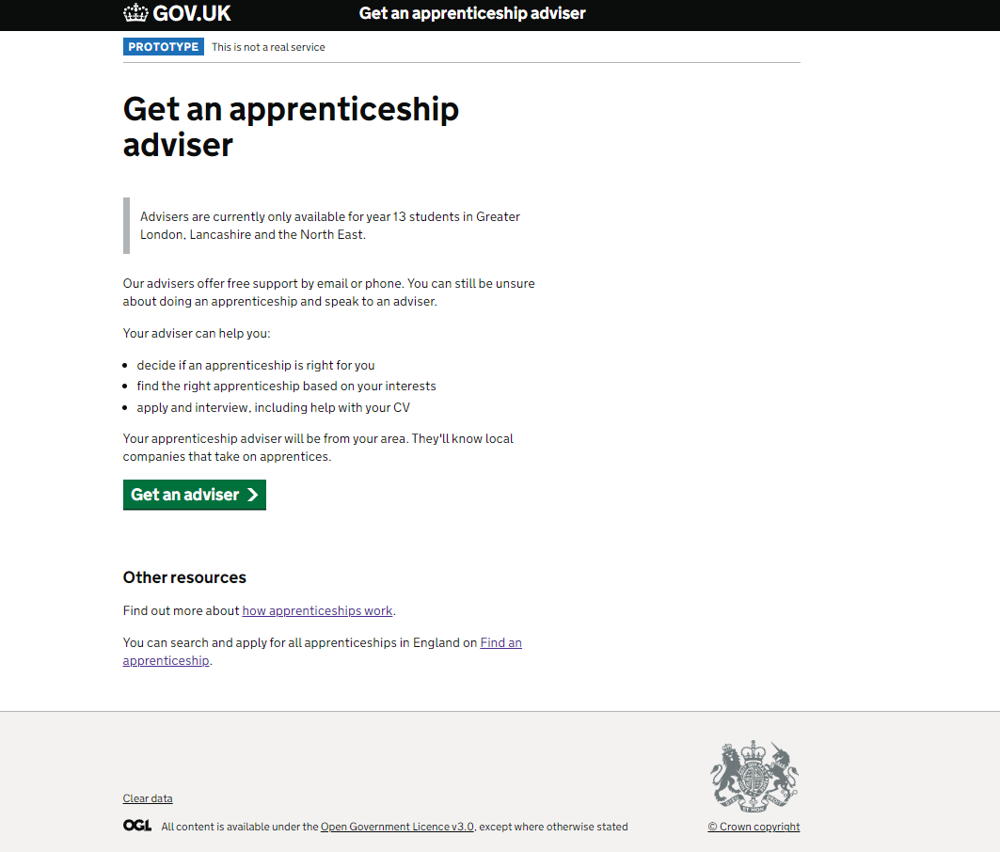 GOV.UK
Get an apprenticeship adviser
PROTOTYPE This is not a real service
Get an apprenticeship
adviser
Advisers are currently only available for year 13 students in Greater
London, Lancashire and the North East.
Our advisers offer free support by email or phone. You can still be unsure
about doing an apprenticeship and speak to an adviser.
Your adviser can help you:
• decide if an apprenticeship is right for you
• find the right apprenticeship based on your interests
• apply and interview, including help with your CV
Your apprenticeship adviser will be from your area. They'll know local
companies that take on apprentices.
Get an adviser
Other resources
Find out more about how apprenticeships work.
You can search and apply for all apprenticeships in England on Find an
apprenticeship.
Clear data
OGL All content is available under the Open Government Licence v3.0, except where otherwise stated
© Crown copyright